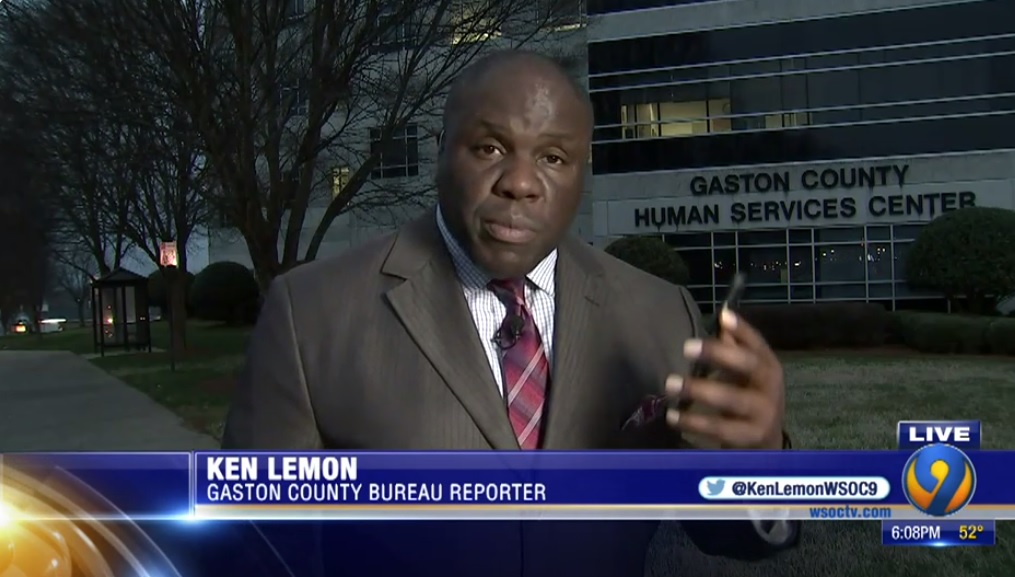 GASTON COUNTY
HUMAN SERVICES CENTER
LIVE
9
KEN LEMON
GASTON COUNTY BUREAU REPORTER
@KenLemonWSOC9
wsoctv.com
6:08PM 52°